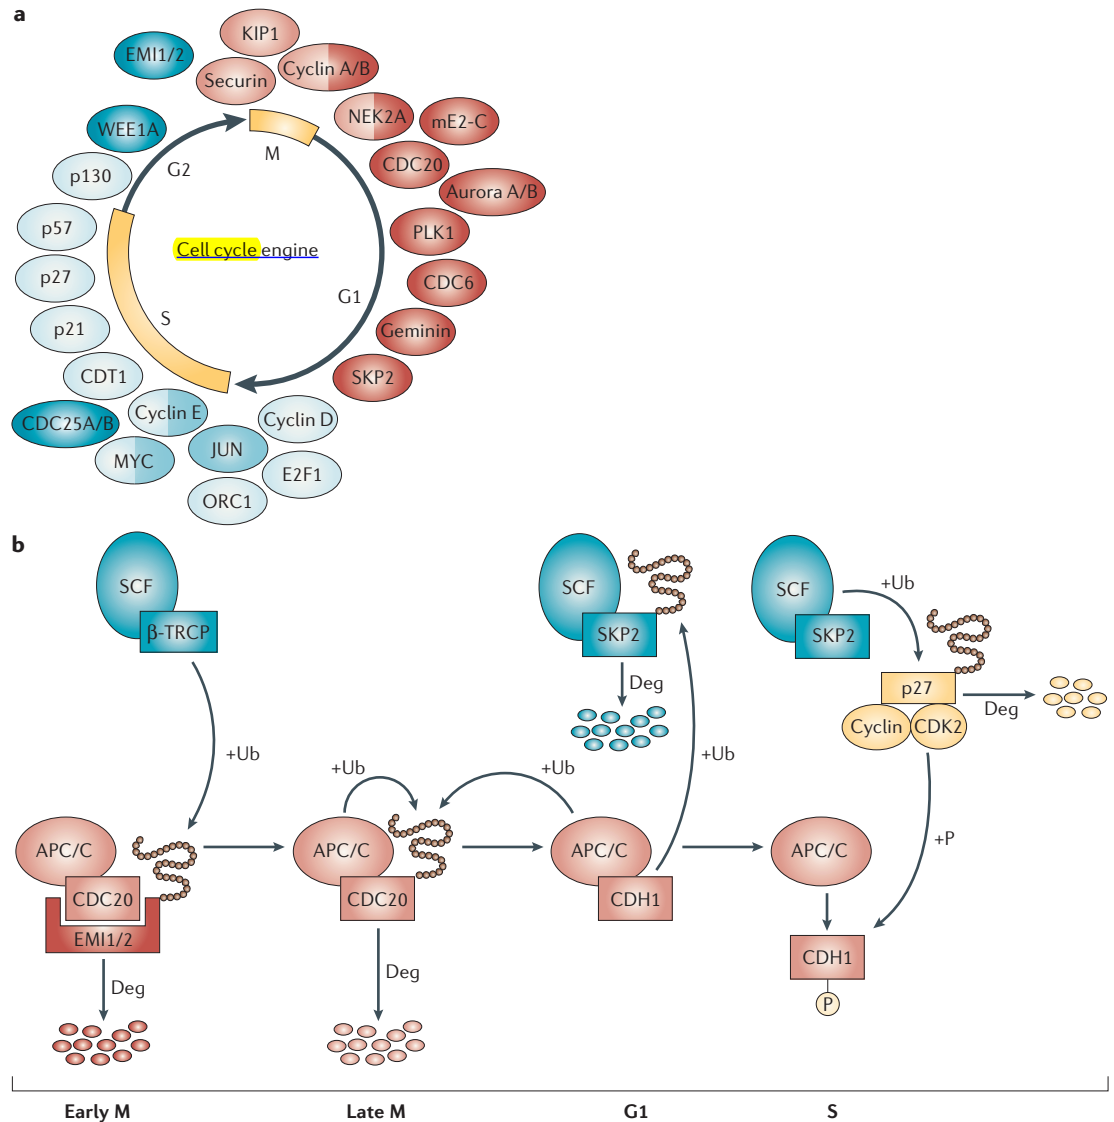 a
KIP1
EMI1/2
Cyclin A/B
Securin
NEK2A
mE2-C
WEE1A
M
CDC20
G2
p130
Aurora A/B
p57
PLK1
Cell cycle engine
p27
CDC6
G1
p21
S
Geminin
CDT1
SKP2
CDC25A/B
Cyclin E
Cyclin D
MYC
JUN
E2F1
ORC1
b
SCF
β-TRCP
+Ub
APC/C
CDC20
EMI1/2
Deg
+Ub
APC/C
CDC20
Deg
SCF
SKP2
Deg
+Ub
+Ub
APC/C
CDH1
SCF
SKP2
+Ub
p27
Cyclin
CDK2
Deg
+P
APC/C
CDH1
P
Early M
Late M
G1
S